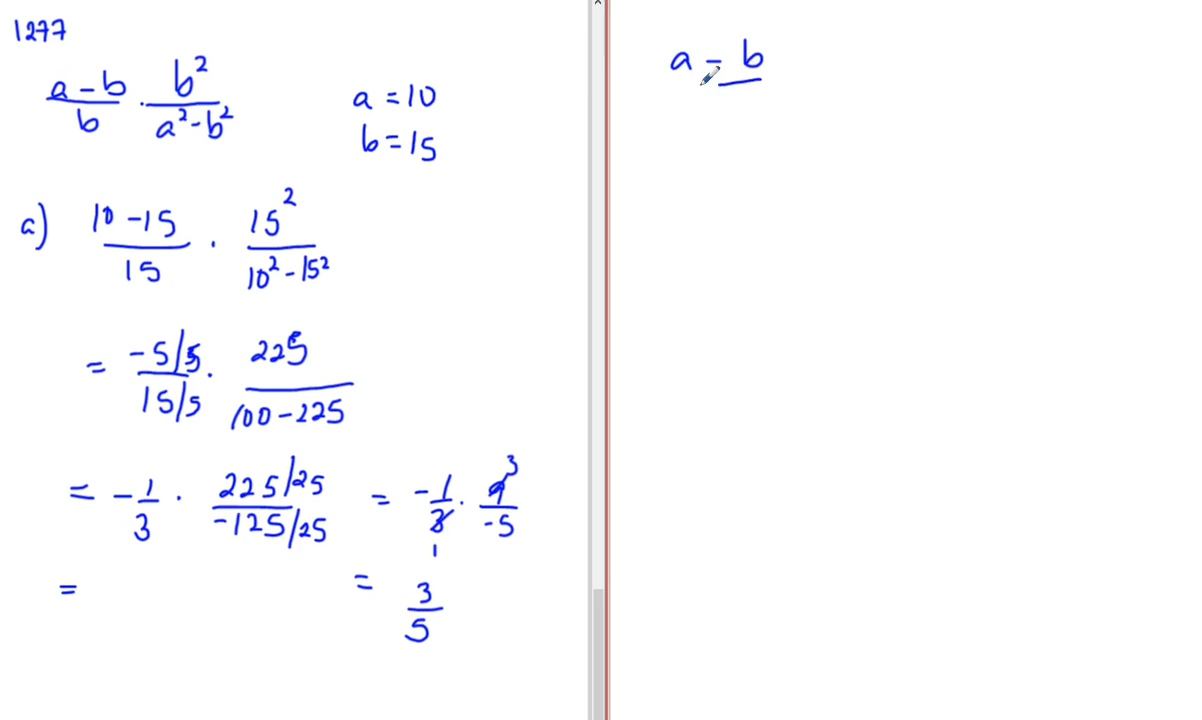 1277
a - b / b · b² / a² - b²
a = 10
b = 15
a) 10 - 15 / 15 · 15² / 10² - 15²
= -5/5 / 15/5 · 225 / 100 - 225
= - 1/3 · 225/25 / -125/25 = - 1/3 · 9 3 / -5
1
=
= 3/5
a - b